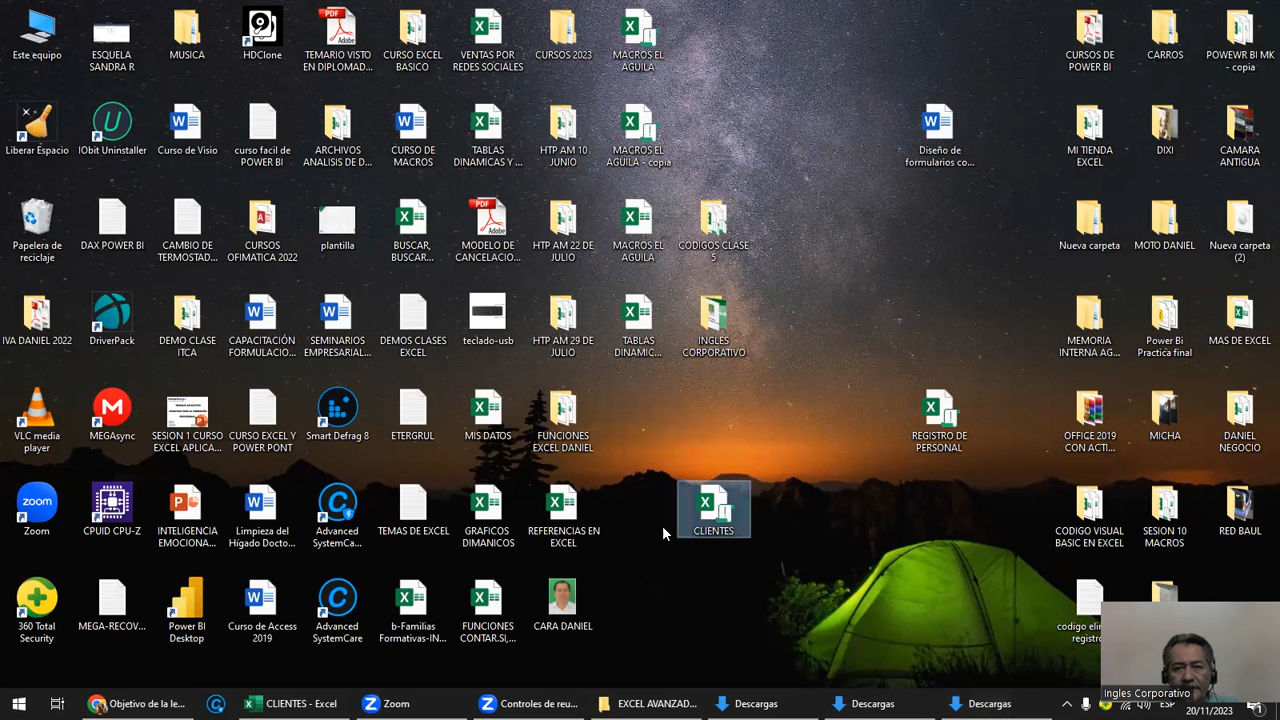 Este equipo
ESCUELA
SANDRA R
MUSICA
HDClone
TEMARIO VISTO
EN DIPLOMAD...
CURSO EXCEL
BASICO
VENTAS POR
REDES SOCIALES
CURSOS 2023
MACROS EL
AGUILA
CURSOS DE
POWER BI
CARROS
POWEWR BI MK
- copia
Liberar Espacio
IObit Uninstaller
Curso de Visio
curso facil de
POWER BI
ARCHIVOS
ANALISIS DE D...
CURSO DE
MACROS
TABLAS
DINAMICAS Y ...
HTP AM 10
JUNIO
MACROS EL
AGUILA - copia
Diseño de
formularios co...
URI TIENDA
EXCEL
DIXI
CAMARA
ANTIGUA
Papelera de
reciclaje
DAX POWER BI
CAMBIO DE
TERMOSTAD...
CURSOS
OFIMATICA 2022
plantilla
BUSCAR,
BUSCAR...
MODELO DE
CANCELACIO...
HTP AM 22 DE
JULIO
MACROS EL
AGUILA
CODIGOS CLASE
5
Nueva carpeta
MOTO DANIEL
Nueva carpeta
(2)
IVA DANIEL 2022
DriverPack
DEMO CLASE
ITCA
CAPACITACIÓN
FORMULACIO...
SEMINARIOS
EMPRESARIAL...
DEMOS CLASES
EXCEL
teclado-usb
HTP AM 29 DE
JULIO
TABLAS
DINAMIC...
INGLES
CORPORATIVO
MEMORIA
INTERNA AG...
Power Bi
Practica final
MAS DE EXCEL
VLC media
player
MEGAsync
SESION 1 CURSO
EXCEL APLICA...
CURSO EXCEL Y
POWER PONT
Smart Defrag 8
ETERGRUL
MIS DATOS
FUNCIONES
EXCEL DANIEL
REGISTRO DE
PERSONAL
OFFICE 2019
CON ACTI...
MICHA
DANIEL
NEGOCIO
zoom
Zoom
CPUID CPU-Z
INTELIGENCIA
EMOCIONA...
Limpieza del
Hígado Docto...
Advanced
SystemCa...
TEMAS DE EXCEL
GRAFICOS
DIMANICOS
REFERENCIAS EN
EXCEL
CLIENTES
CODIGO VISUAL
BASIC EN EXCEL
SESION 10
MACROS
RED BAUL
360 Total
Security
MEGA-RECOV...
Power BI
Desktop
Curso de Access
2019
Advanced
SystemCare
b-Familias
Formativas-IN...
FUNCIONES
CONTAR.SI,...
CARA DANIEL
codigo eli
registr
Ingles Corporativo
Objetivo de la le...
CLIENTES - Excel
Zoom
Controles de reu...
EXCEL AVANZAD...
Descargas
Descargas
Descargas
20/11/2023